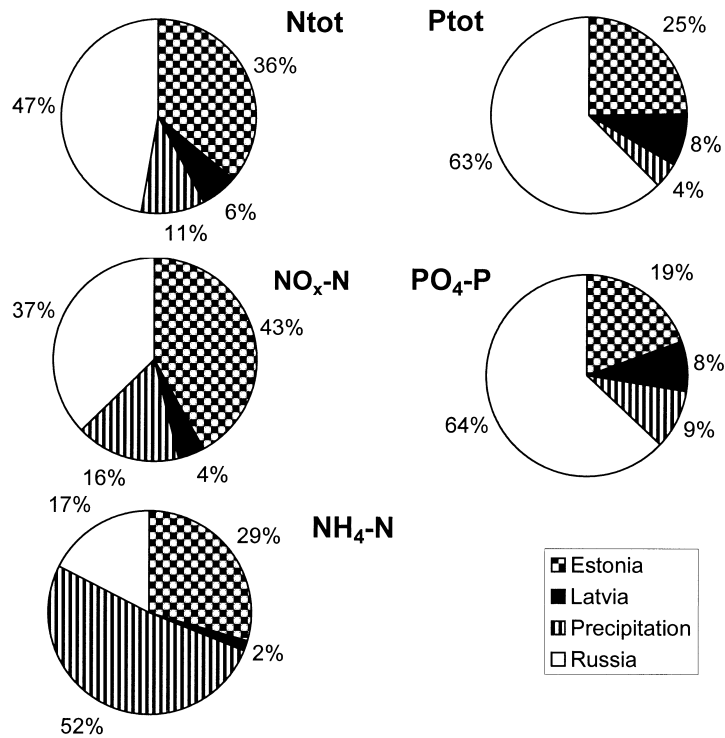 Ntot
36%
47%
6%
11%
Ptot
25%
8%
63%
4%
NOₓ-N
37%
43%
16%
4%
PO₄-P
19%
8%
64%
9%
NH₄-N
17%
29%
2%
52%
Estonia
Latvia
Precipitation
Russia